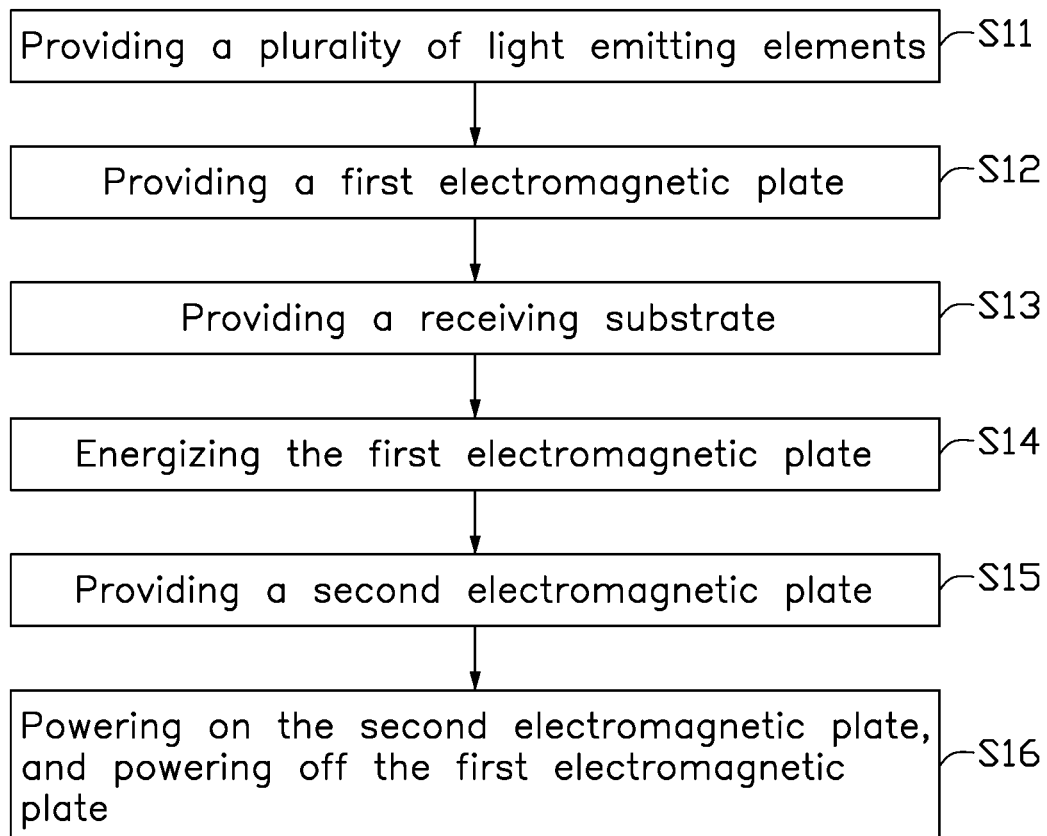 Providing a plurality of light emitting elements
S11
Providing a first electromagnetic plate
S12
Providing a receiving substrate
S13
Energizing the first electromagnetic plate
S14
Providing a second electromagnetic plate
S15
Powering on the second electromagnetic plate,
and powering off the first electromagnetic
plate
S16